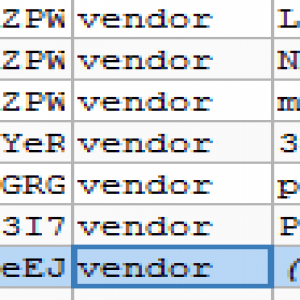 ZPW vendor L
ZPW vendor N
ZPW vendor m
YeR vendor 3
GRG vendor p
3I7 vendor P
eEJ vendor (